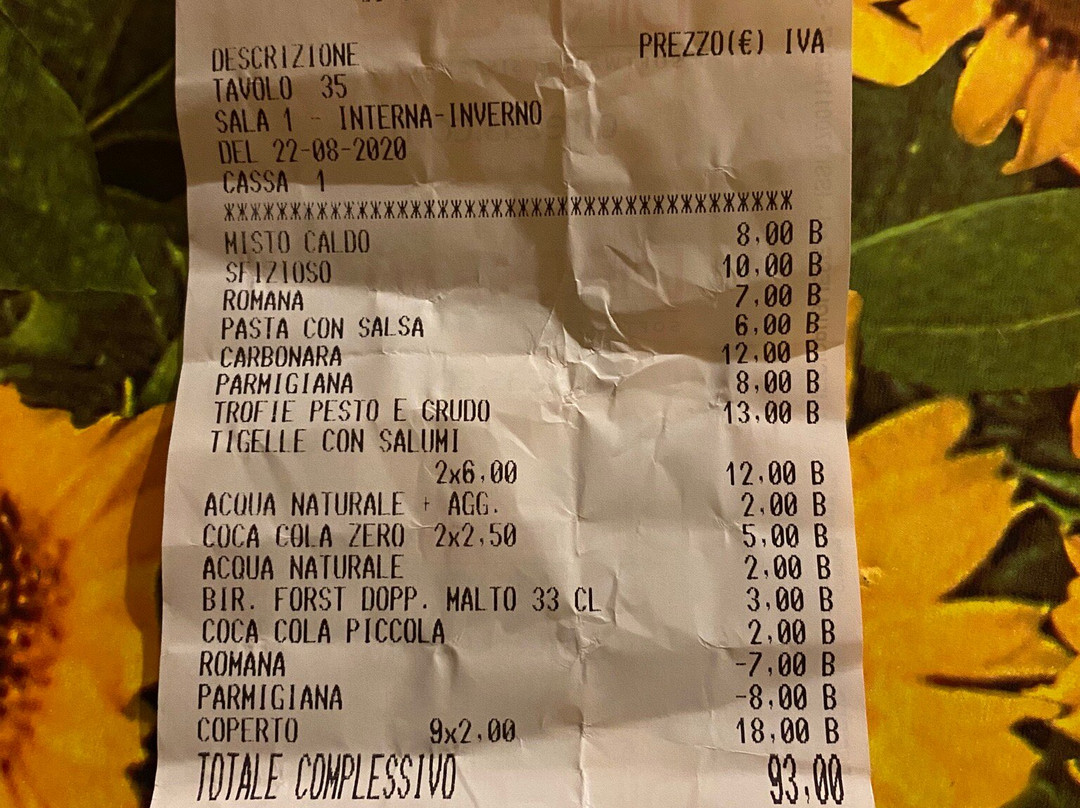 DESCRIZIONE PREZZO(€) IVA
TAVOLO 35
SALA 1 - INTERNA-INVERNO
DEL 22-08-2020
CASSA 1
ЖЖЖЖЖЖЖЖЖЖЖЖЖЖЖЖЖЖЖЖЖЖЖЖЖЖЖЖЖЖЖЖЖЖЖЖЖЖЖЖЖЖ
MISTO CALDO 8,00 B
SFIZIOSO 10,00 B
ROMANA 7,00 B
PASTA CON SALSA 6,00 B
CARBONARA 12,00 B
PARMIGIANA 8,00 B
TROFIE PESTO E CRUDO 13,00 B
TIGELLE CON SALUMI
2x6,00 12,00 B
ACQUA NATURALE + AGG. 2,00 B
COCA COLA ZERO 2x2,50 5,00 B
ACQUA NATURALE 2,00 B
BIR. FORST DOPP. MALTO 33 CL 3,00 B
COCA COLA PICCOLA 2,00 B
ROMANA -7,00 B
PARMIGIANA -8,00 B
COPERTO 9x2,00 18,00 B
TOTALE COMPLESSIVO 93,00